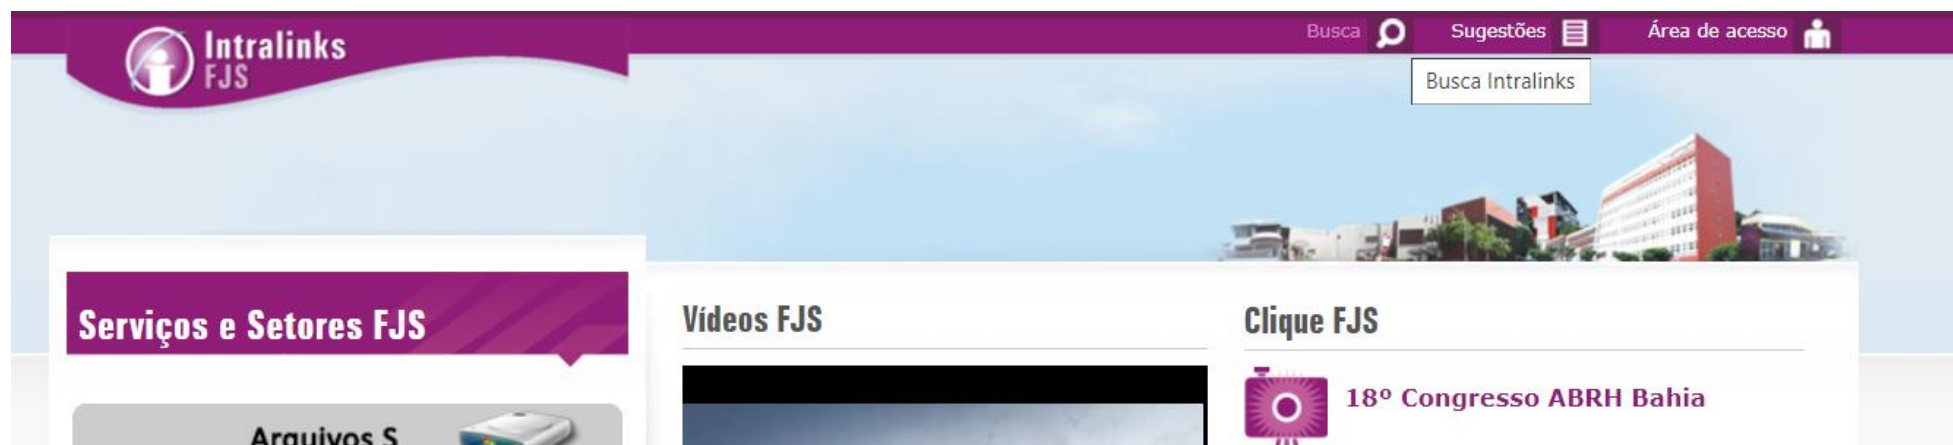 Intralinks
FJS
Busca
Sugestões
Área de acesso
Busca Intralinks
Serviços e Setores FJS
Vídeos FJS
Clique FJS
18º Congresso ABRH Bahia
Arquivos S